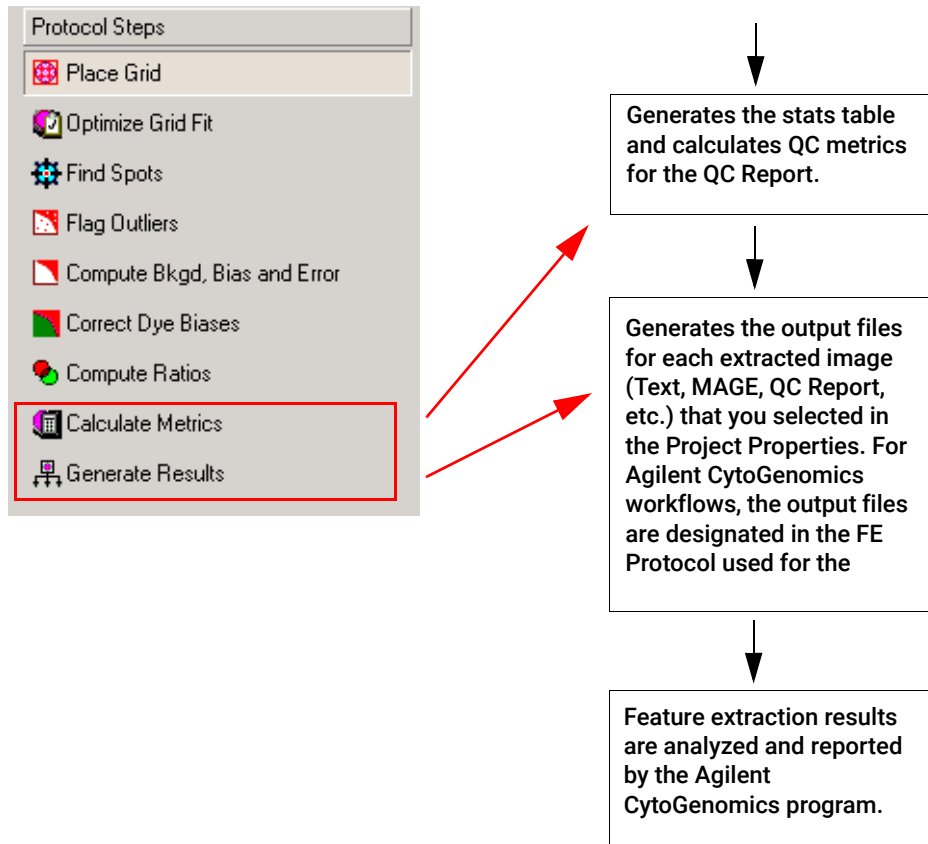 Protocol Steps
Place Grid
Optimize Grid Fit
Find Spots
Flag Outliers
Compute Bkgd, Bias and Error
Correct Dye Biases
Compute Ratios
Calculate Metrics
Generate Results
Generates the stats table
and calculates QC metrics
for the QC Report.
Generates the output files
for each extracted image
(Text, MAGE, QC Report,
etc.) that you selected in
the Project Properties. For
Agilent CytoGenomics
workflows, the output files
are designated in the FE
Protocol used for the
Feature extraction results
are analyzed and reported
by the Agilent
CytoGenomics program.